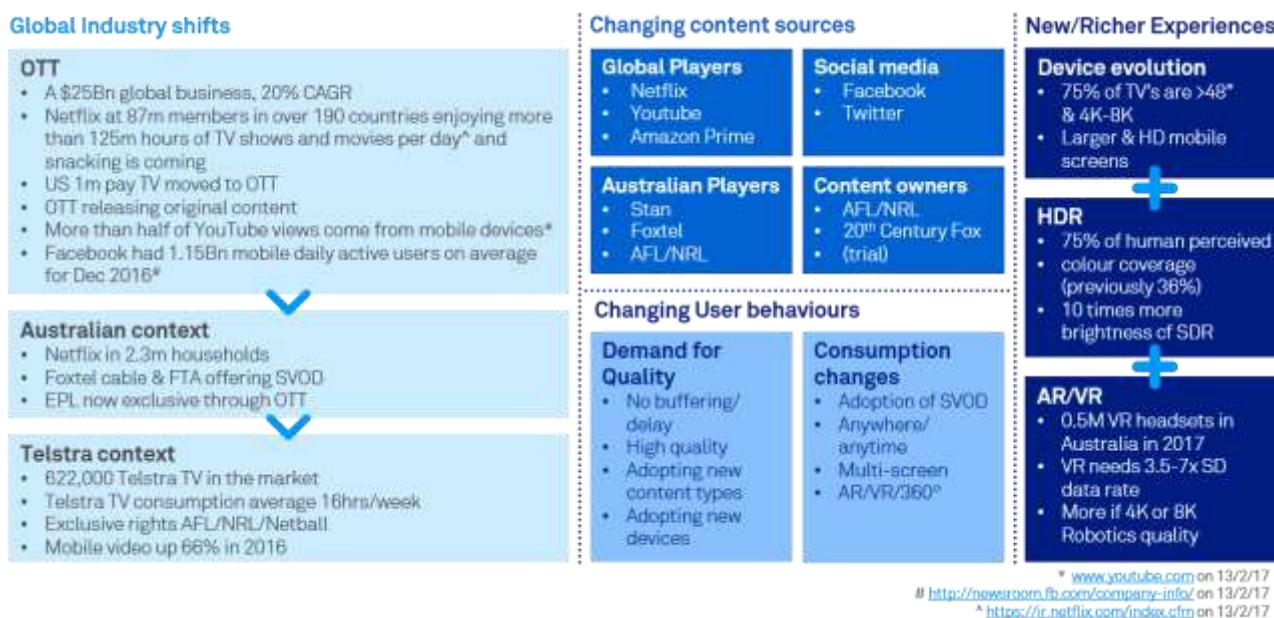 Global Industry shifts
OTT
• A $25Bn global business, 20% CAGR
• Netflix at 87m members in over 190 countries enjoying more
than 125m hours of TV shows and movies per day^ and
snacking is coming
• US 1m pay TV moved to OTT
• OTT releasing original content
• More than half of YouTube views come from mobile devices*
• Facebook had 1.15Bn mobile daily active users on average
for Dec 2016#
Australian context
• Netflix in 2.3m households
• Foxtel cable & FTA offering SVOD
• EPL now exclusive through OTT
Telstra context
• 622,000 Telstra TV in the market
• Telstra TV consumption average 16hrs/week
• Exclusive rights AFL/NRL/Netball
• Mobile video up 66% in 2016
Changing content sources
Global Players
• Netflix
• Youtube
• Amazon Prime
Social media
• Facebook
• Twitter
Australian Players
• Stan
• Foxtel
• AFL/NRL
Content owners
• AFL/NRL
• 20th Century Fox
• (trial)
Changing User behaviours
Demand for
Quality
• No buffering/
delay
• High quality
• Adopting new
content types
• Adopting new
devices
Consumption
changes
• Adoption of SVOD
• Anywhere/
anytime
• Multi-screen
• AR/VR/360°
New/Richer Experiences
Device evolution
• 75% of TV's are >48"
& 4K-8K
• Larger & HD mobile
screens
HDR
• 75% of human perceived
• colour coverage
(previously 36%)
• 10 times more
brightness of SDR
AR/VR
• 0.5M VR headsets in
Australia in 2017
• VR needs 3.5-7x SD
data rate
• More if 4K or 8K
Robotics quality
* www.youtube.com on 13/2/17
# http://newsroom.fb.com/company-info/ on 13/2/17
^ https://ir.netflix.com/index.cfm on 13/2/17